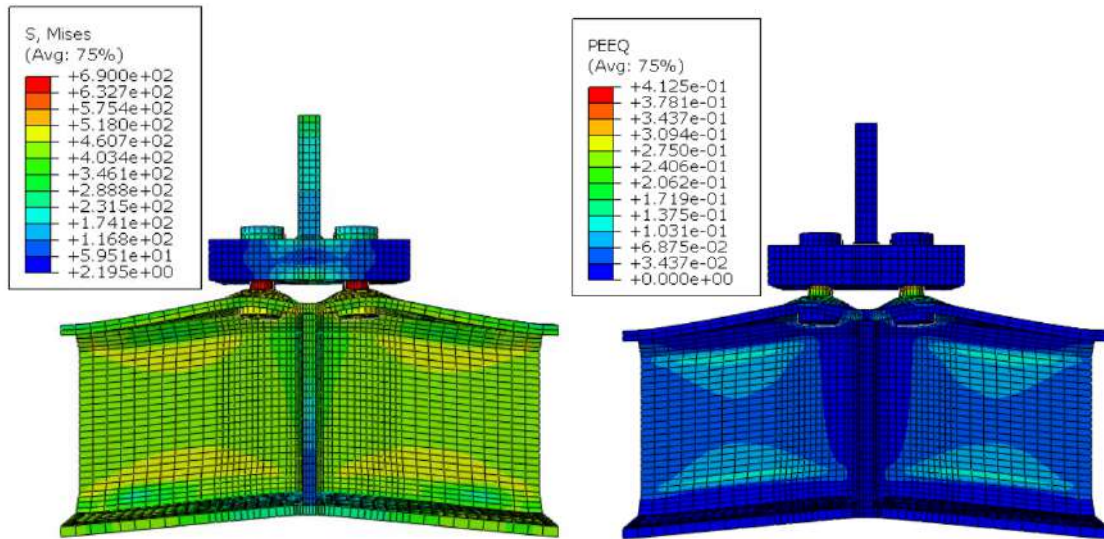 S, Mises
(Avg: 75%)
+6.900e+02
+6.327e+02
+5.754e+02
+5.180e+02
+4.607e+02
+4.034e+02
+3.461e+02
+2.888e+02
+2.315e+02
+1.741e+02
+1.168e+02
+5.951e+01
+2.195e+00
PEEQ
(Avg: 75%)
+4.125e-01
+3.781e-01
+3.437e-01
+3.094e-01
+2.750e-01
+2.406e-01
+2.062e-01
+1.719e-01
+1.375e-01
+1.031e-01
+6.875e-02
+3.437e-02
+0.000e+00